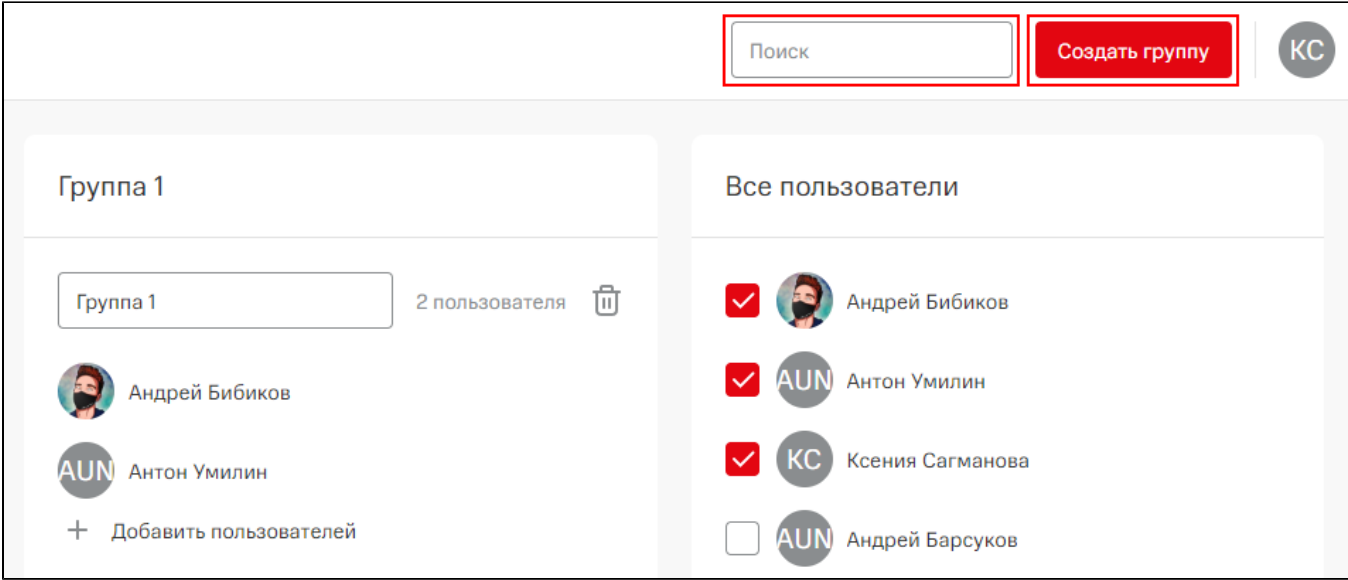 Поиск
Создать группу
КС
Группа 1
Группа 1
2 пользователя
Андрей Бибиков
AUN
Антон Умилин
Добавить пользователей
Все пользователи
Андрей Бибиков
AUN
Антон Умилин
КС
Ксения Сагманова
AUN
Андрей Барсуков